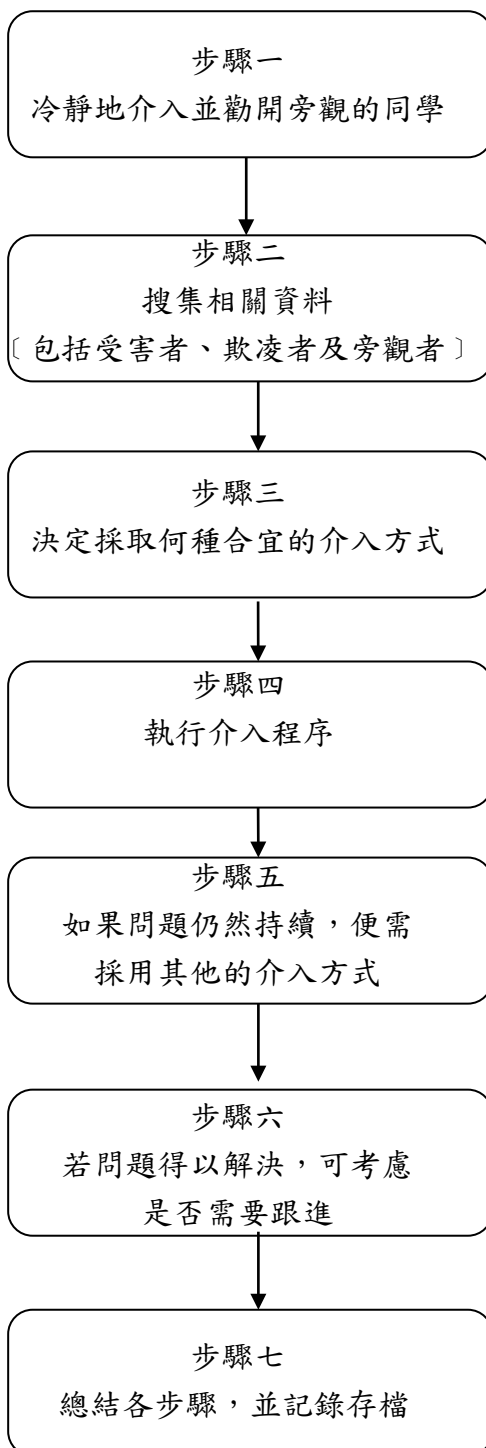 步驟一
冷靜地介入並勸開旁觀的同學
步驟二
搜集相關資料
﹝包括受害者、欺凌者及旁觀者﹞
步驟三
決定採取何種合宜的介入方式
步驟四
執行介入程序
步驟五
如果問題仍然持續，便需
採用其他的介入方式
步驟六
若問題得以解決，可考慮
是否需要跟進
步驟七
總結各步驟，並記錄存檔